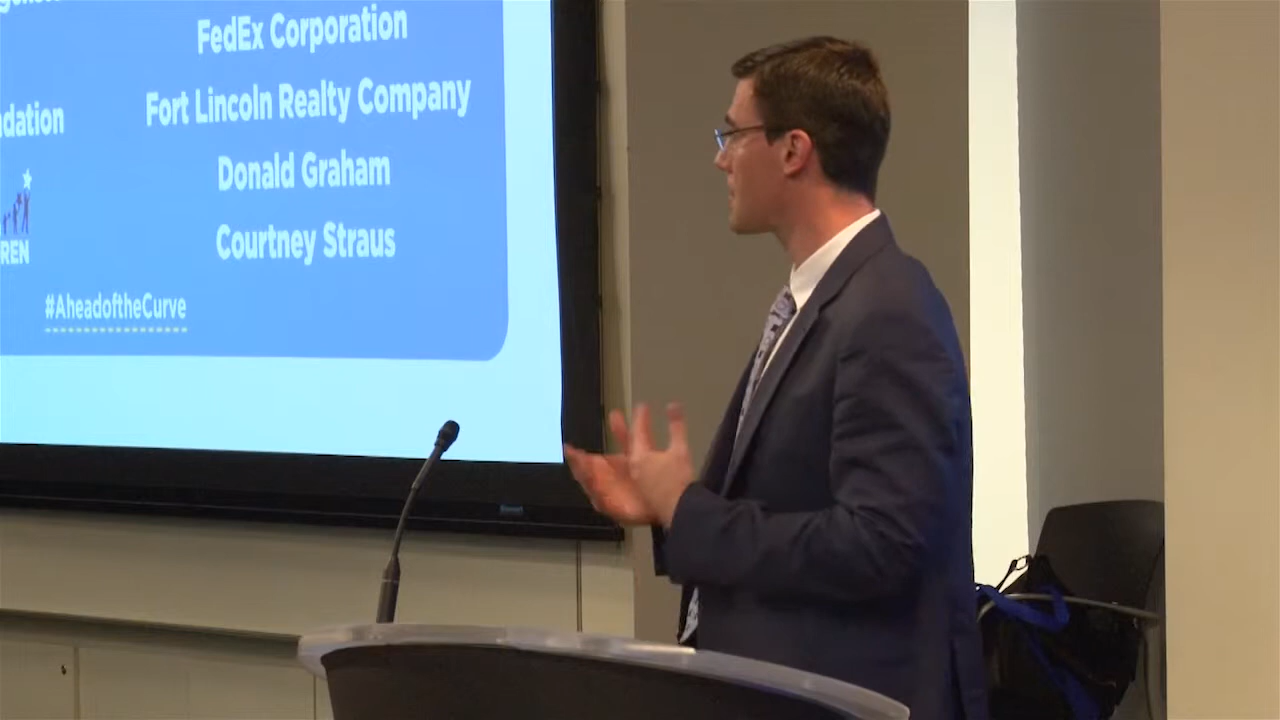 FedEx Corporation
Fort Lincoln Realty Company
dation
Donald Graham
REN
Courtney Straus
#AheadoftheCurve